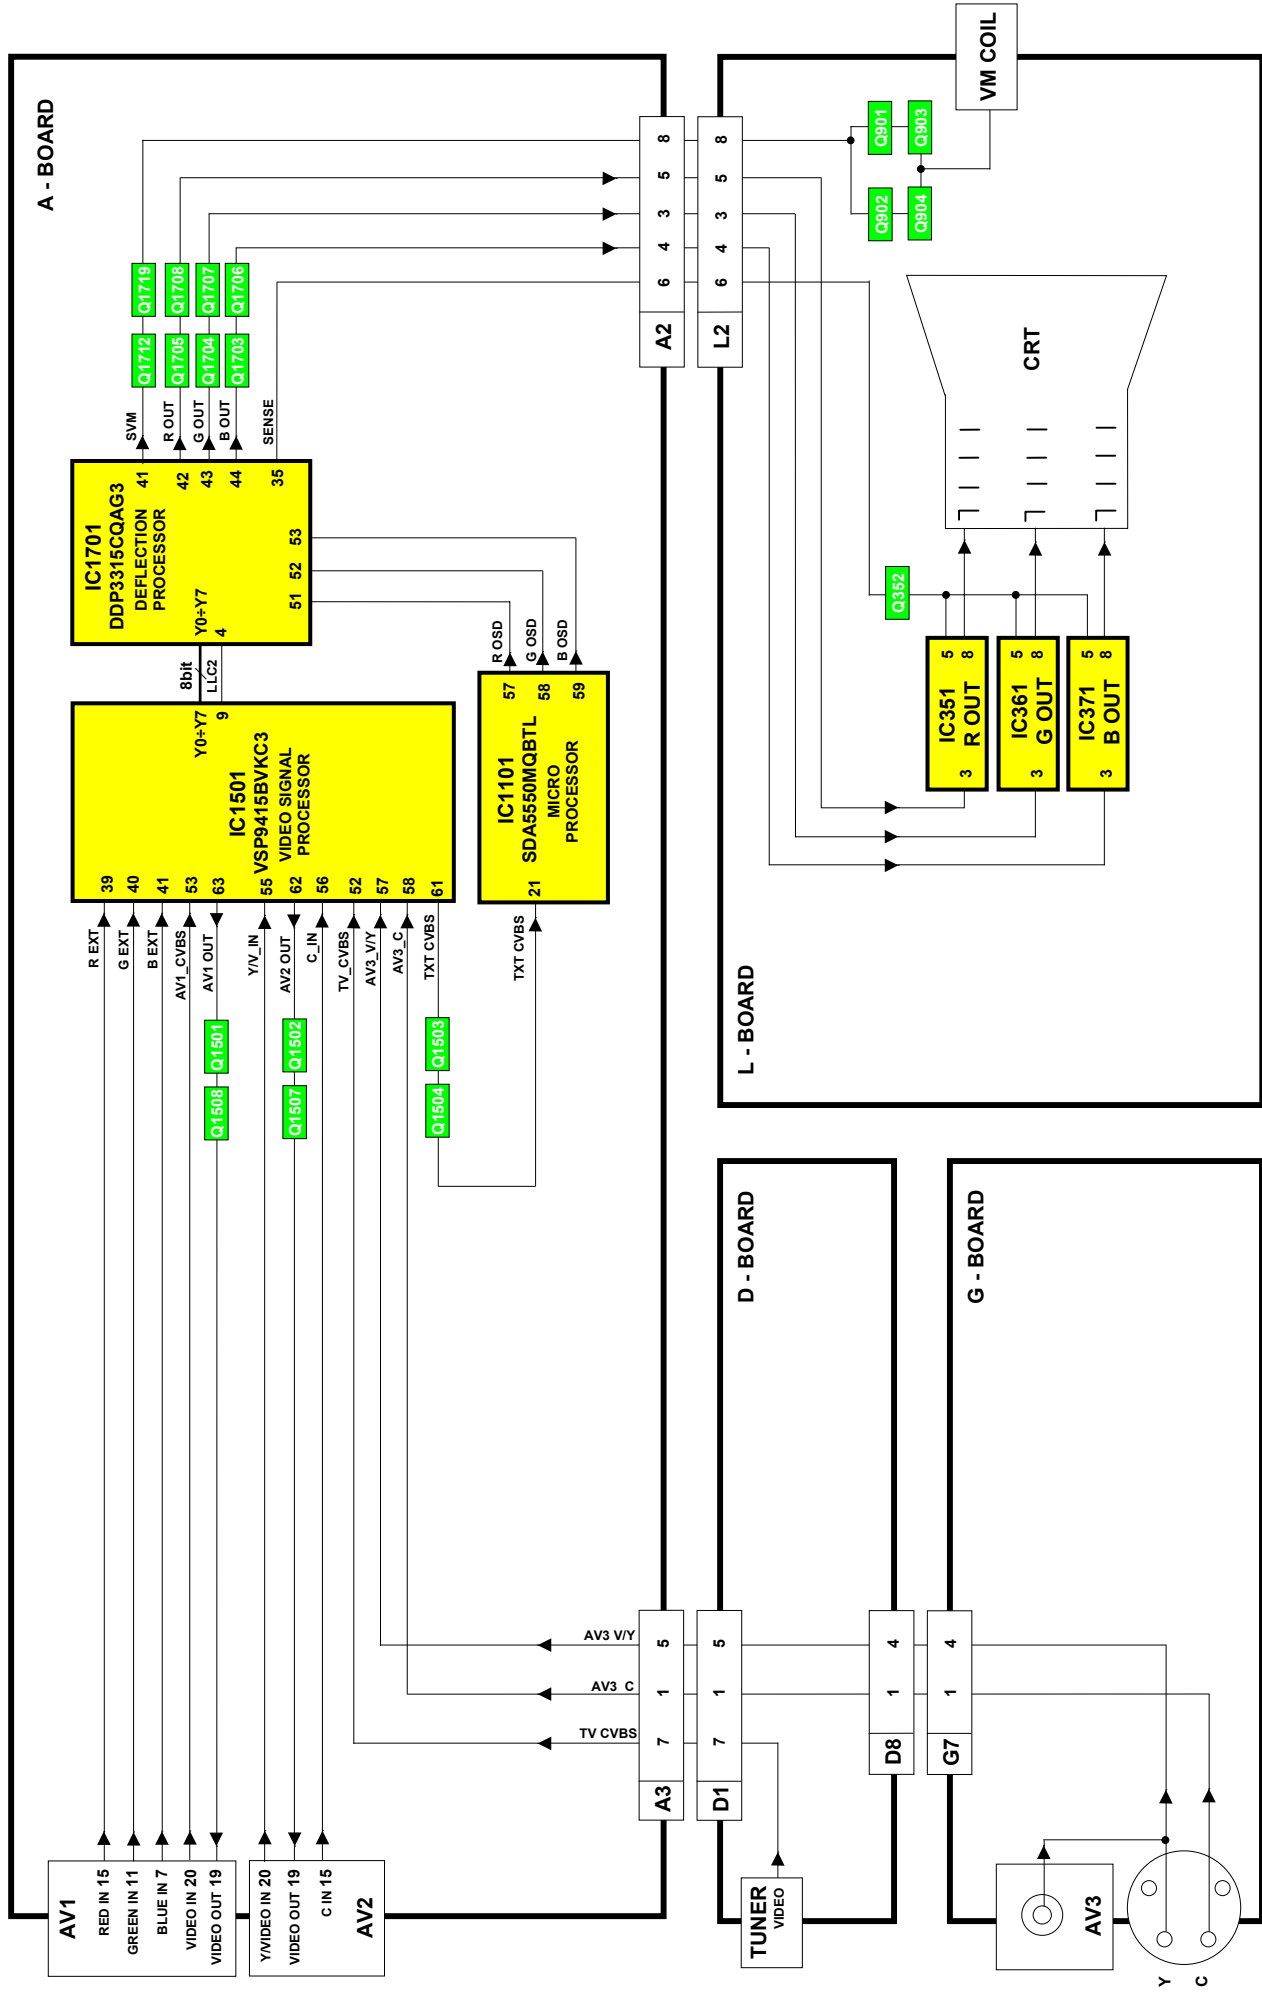 A - BOARD
AV1
RED IN 15
GREEN IN 11
BLUE IN 7
VIDEO IN 20
VIDEO OUT 19
Y/VIDEO IN 20
VIDEO OUT 19
C IN 15
AV2
R EXT
G EXT
B EXT
AV1_CVBS
AV1 OUT
Y/V_IN
AV2 OUT
C_IN
TV_CVBS
AV3_V/Y
AV3_C
TXT CVBS
TXT CVBS
Q1508
Q1501
Q1507
Q1502
Q1504
Q1503
39
40
41
53
63
55
62
56
52
57
58
61
IC1501
VSP9415BVKC3
VIDEO SIGNAL
PROCESSOR
Y0÷Y7
9
8bit
LLC2
IC1701
DDP3315CQAG3
DEFLECTION
PROCESSOR
Y0÷Y7
4
51
52
53
41
42
43
44
35
SVM
R OUT
G OUT
B OUT
SENSE
Q1712
Q1719
Q1705
Q1708
Q1704
Q1707
Q1703
Q1706
IC1101
SDA5550MQBTL
MICRO
PROCESSOR
21
57
58
59
R OSD
G OSD
B OSD
AV3 V/Y
AV3 C
TV CVBS
A3
7
1
5
A2
6
4
3
5
8
D1
7
1
5
L2
6
4
3
5
8
D - BOARD
TUNER
VIDEO
D8
1
4
G7
1
4
G - BOARD
AV3
Y
C
L - BOARD
IC351
R OUT
3
5
8
IC361
G OUT
3
5
8
IC371
B OUT
3
5
8
Q352
CRT
Q902
Q901
Q904
Q903
VM COIL